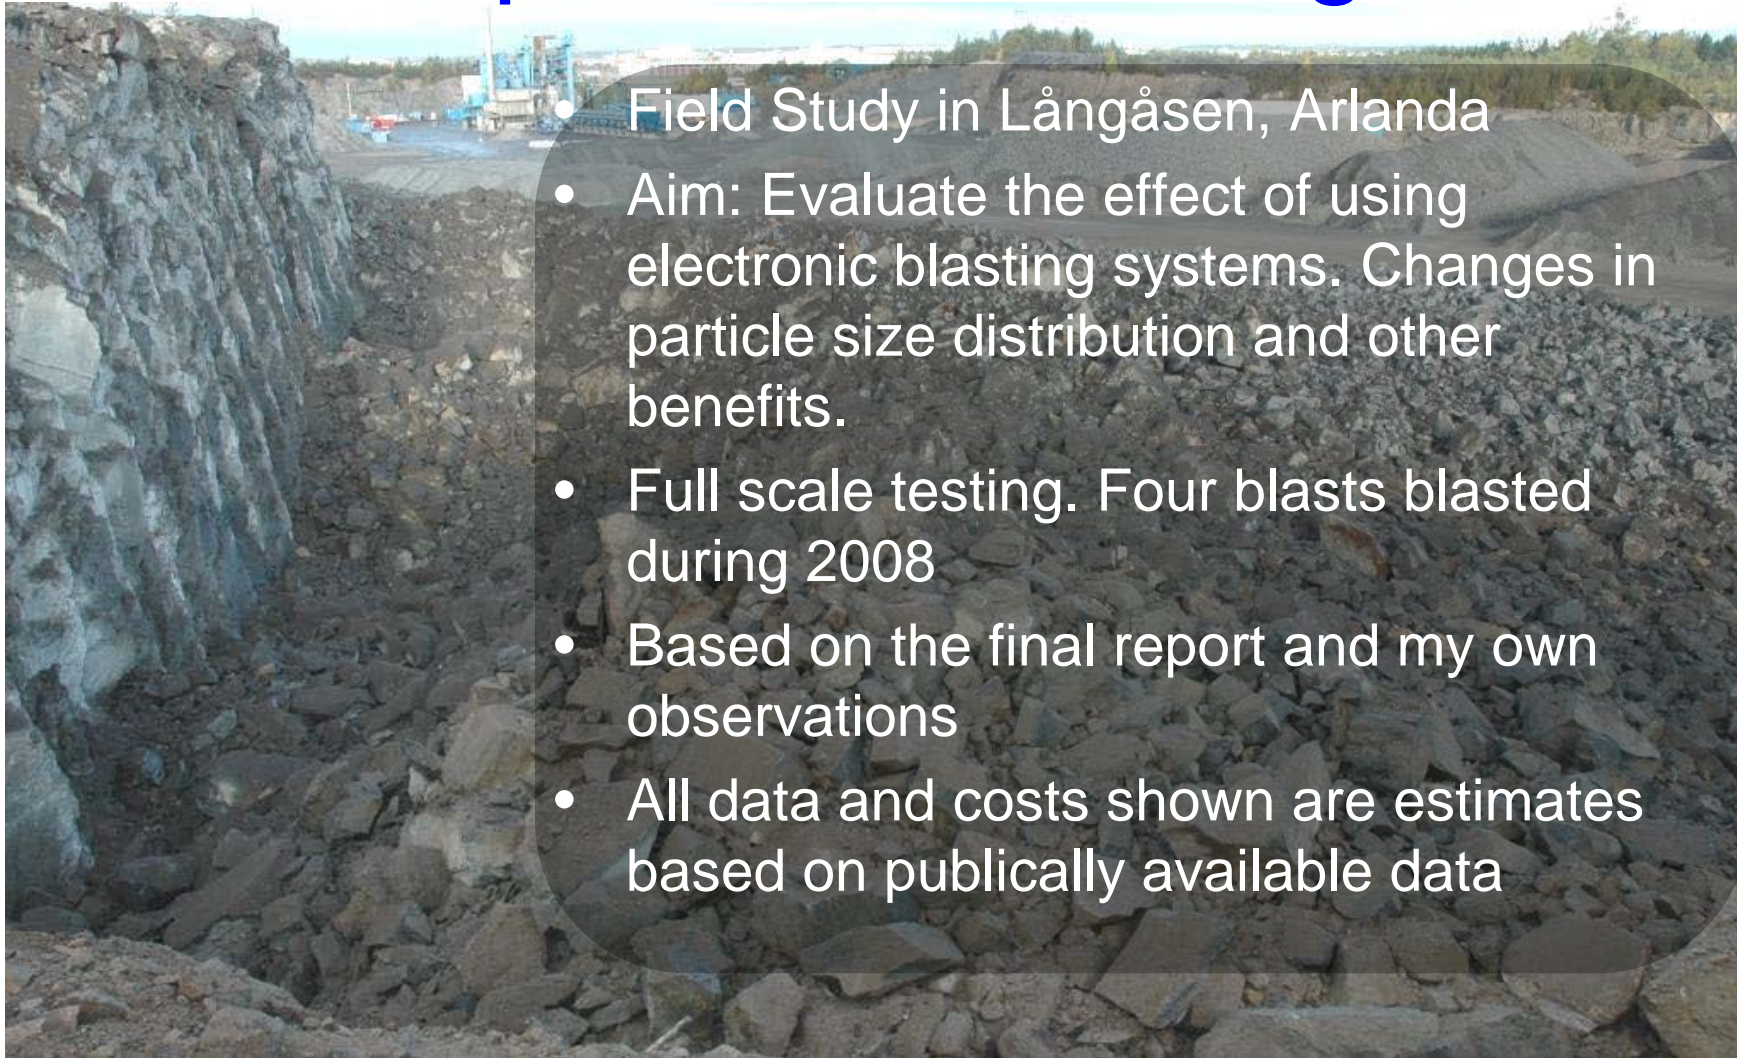 • Field Study in Långåsen, Arlanda
• Aim: Evaluate the effect of using
electronic blasting systems. Changes in
particle size distribution and other
benefits.
• Full scale testing. Four blasts blasted
during 2008
• Based on the final report and my own
observations
• All data and costs shown are estimates
based on publically available data